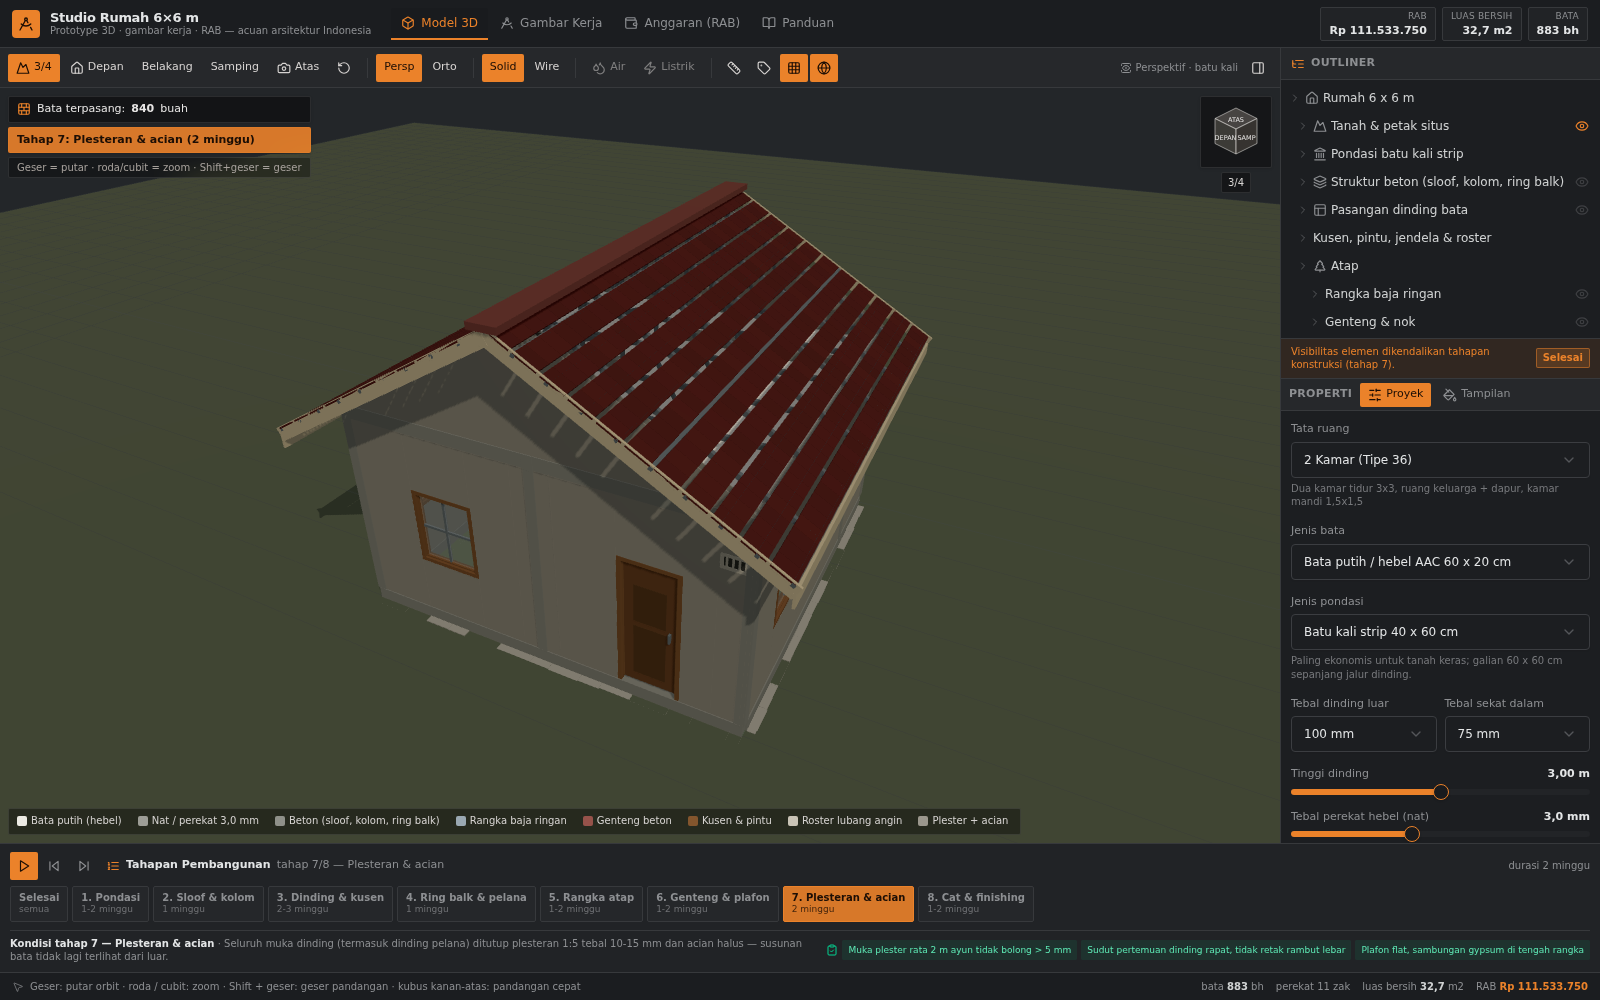 Studio Rumah 6×6 m
Prototype 3D · gambar kerja · RAB — acuan arsitektur Indonesia
Model 3D
Gambar Kerja
Anggaran (RAB)
Panduan
RAB
Rp 111.533.750
LUAS BERSIH
32,7 m2
BATA
883 bh
3/4
Depan
Belakang
Samping
Atas
Persp
Orto
Solid
Wire
Air
Listrik
Perspektif · batu kali
Bata terpasang: 840 buah
Tahap 7: Plesteran & acian (2 minggu)
Geser = putar · roda/cubit = zoom · Shift+geser = geser
ATAS
DEPAN
SAMP
3/4
OUTLINER
Rumah 6 x 6 m
Tanah & petak situs
Pondasi batu kali strip
Struktur beton (sloof, kolom, ring balk)
Pasangan dinding bata
Kusen, pintu, jendela & roster
Atap
Rangka baja ringan
Genteng & nok
Visibilitas elemen dikendalikan tahapan
konstruksi (tahap 7).
Selesai
PROPERTI
Proyek
Tampilan
Tata ruang
2 Kamar (Tipe 36)
Dua kamar tidur 3x3, ruang keluarga + dapur, kamar
mandi 1,5x1,5
Jenis bata
Bata putih / hebel AAC 60 x 20 cm
Jenis pondasi
Batu kali strip 40 x 60 cm
Paling ekonomis untuk tanah keras; galian 60 x 60 cm
sepanjang jalur dinding.
Tebal dinding luar
Tebal sekat dalam
100 mm
75 mm
Tinggi dinding
3,00 m
Tebal perekat hebel (nat)
3,0 mm
Bata putih (hebel)
Nat / perekat 3,0 mm
Beton (sloof, kolom, ring balk)
Rangka baja ringan
Genteng beton
Kusen & pintu
Roster lubang angin
Plester + acian
Tahapan Pembangunan
tahap 7/8 — Plesteran & acian
durasi 2 minggu
Selesai
semua
1. Pondasi
1-2 minggu
2. Sloof & kolom
1 minggu
3. Dinding & kusen
2-3 minggu
4. Ring balk & pelana
1 minggu
5. Rangka atap
1-2 minggu
6. Genteng & plafon
1-2 minggu
7. Plesteran & acian
2 minggu
8. Cat & finishing
1-2 minggu
Kondisi tahap 7 — Plesteran & acian · Seluruh muka dinding (termasuk dinding pelana) ditutup plesteran 1:5 tebal 10-15 mm dan acian halus — susunan
bata tidak lagi terlihat dari luar.
Muka plester rata 2 m ayun tidak bolong > 5 mm
Sudut pertemuan dinding rapat, tidak retak rambut lebar
Plafon flat, sambungan gypsum di tengah rangka
Geser: putar orbit · roda / cubit: zoom · Shift + geser: geser pandangan · kubus kanan-atas: pandangan cepat
bata 883 bh
perekat 11 zak
luas bersih 32,7 m2
RAB Rp 111.533.750